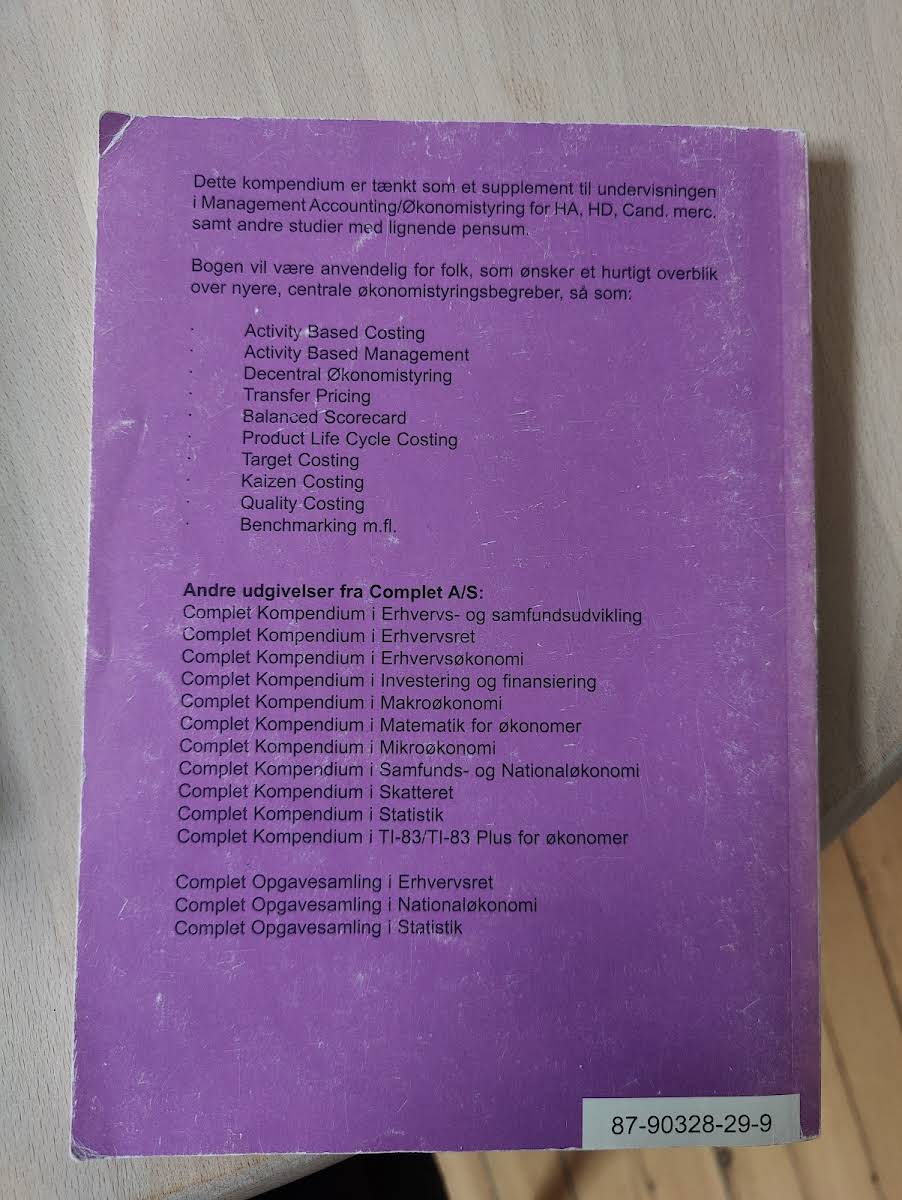 Dette kompendium er tænkt som et supplement til undervisningen
i Management Accounting/Økonomistyring for HA, HD, Cand. merc.
samt andre studier med lignende pensum.
Bogen vil være anvendelig for folk, som ønsker et hurtigt overblik
over nyere, centrale økonomistyringsbegreber, så som:
· Activity Based Costing
· Activity Based Management
· Decentral Økonomistyring
· Transfer Pricing
· Balanced Scorecard
· Product Life Cycle Costing
· Target Costing
· Kaizen Costing
· Quality Costing
· Benchmarking m.fl.
Andre udgivelser fra Complet A/S:
Complet Kompendium i Erhvervs- og samfundsudvikling
Complet Kompendium i Erhvervsret
Complet Kompendium i Erhvervsøkonomi
Complet Kompendium i Investering og finansiering
Complet Kompendium i Makroøkonomi
Complet Kompendium i Matematik for økonomer
Complet Kompendium i Mikroøkonomi
Complet Kompendium i Samfunds- og Nationaløkonomi
Complet Kompendium i Skatteret
Complet Kompendium i Statistik
Complet Kompendium i TI-83/TI-83 Plus for økonomer
Complet Opgavesamling i Erhvervsret
Complet Opgavesamling i Nationaløkonomi
Complet Opgavesamling i Statistik
87-90328-29-9